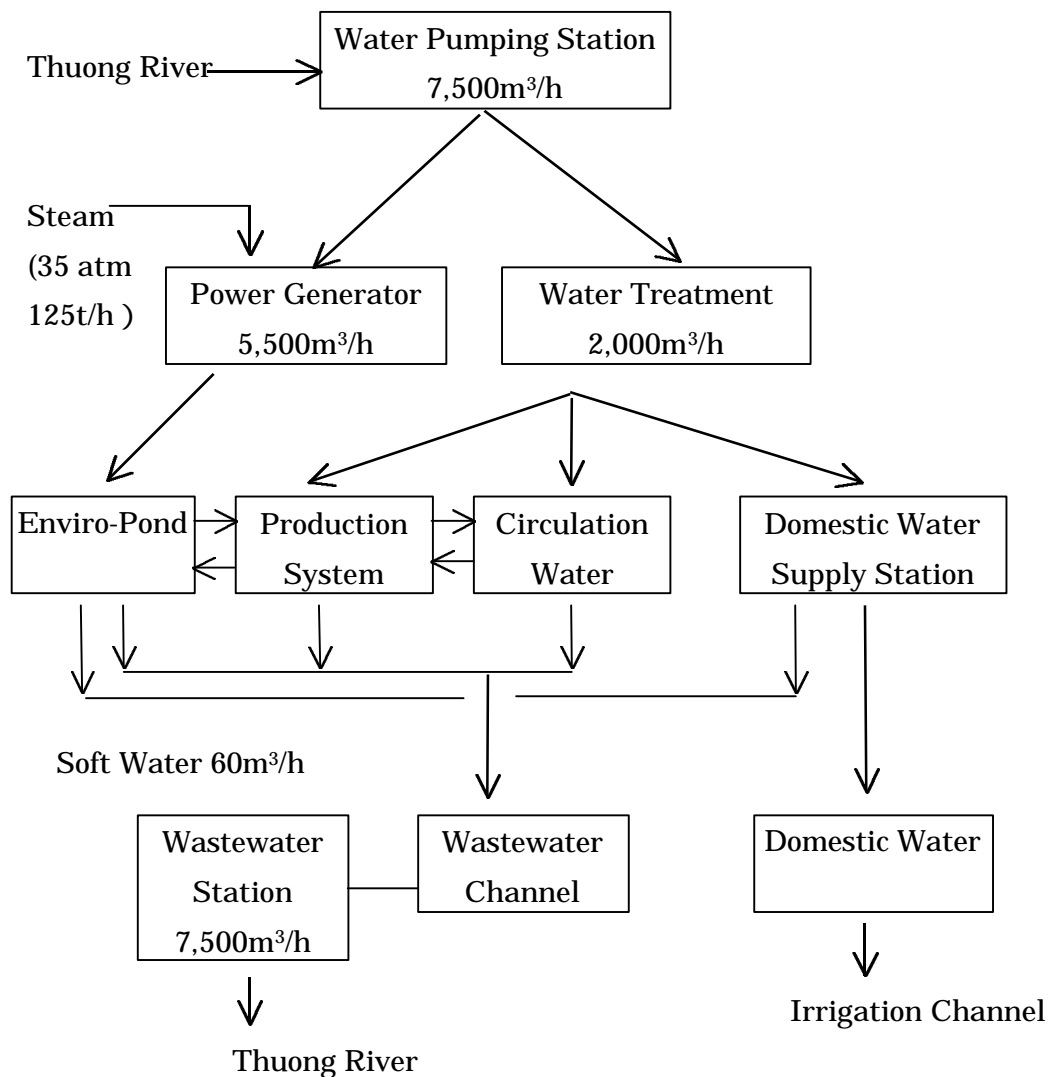 Water Pumping Station
7,500m³/h
Thuong River
Steam
(35 atm
125t/h )
Power Generator
5,500m³/h
Water Treatment
2,000m³/h
Enviro-Pond
Production
System
Circulation
Water
Domestic Water
Supply Station
Soft Water 60m³/h
Wastewater
Station
7,500m³/h
Wastewater
Channel
Domestic Water
Irrigation Channel
Thuong River